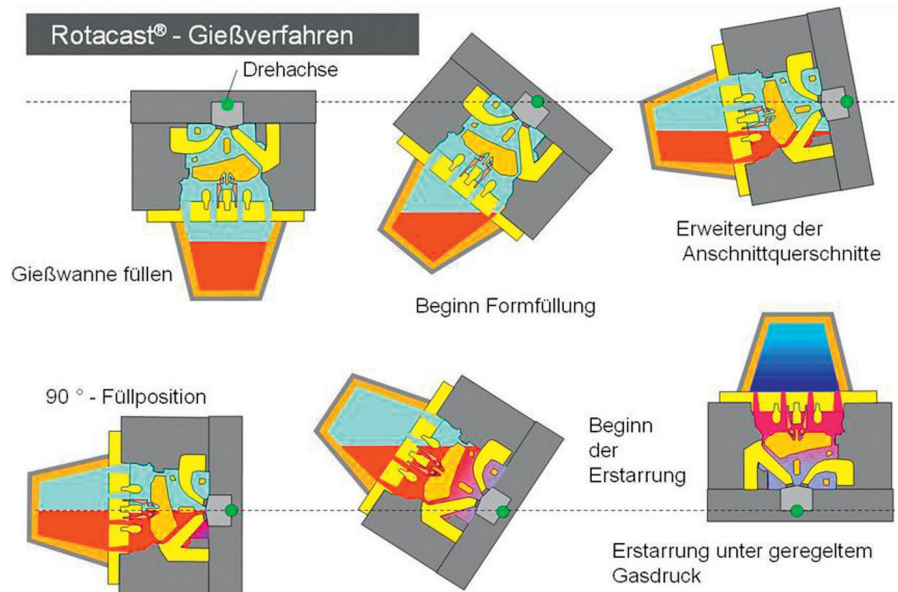 Rotacast® - Gießverfahren
Drehachse
Gießwanne füllen
Beginn Formfüllung
Erweiterung der
Anschnittquerschnitte
90 ° - Füllposition
Beginn
der
Erstarrung
Erstarrung unter geregeltem
Gasdruck